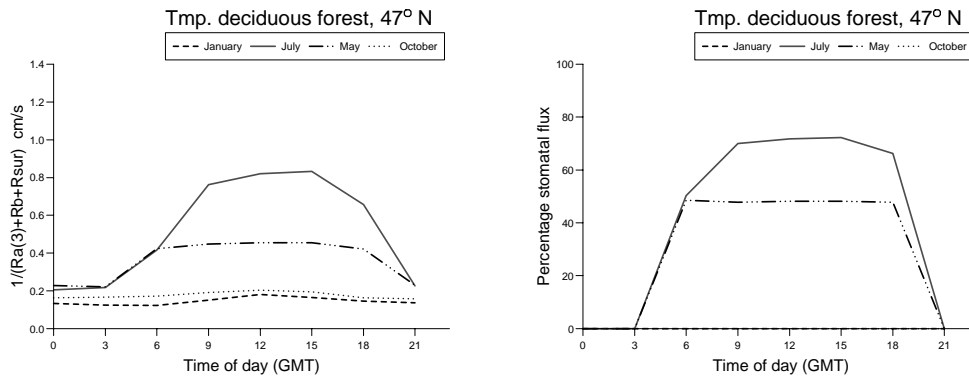 Tmp. deciduous forest, 47° N
January July May October
1/(Ra(3)+Rb+Rsur) cm/s
1.4
1.2
1.0
0.8
0.6
0.4
0.2
0.0
0 3 6 9 12 15 18 21
Time of day (GMT)
Tmp. deciduous forest, 47° N
January July May October
Percentage stomatal flux
100
80
60
40
20
0
0 3 6 9 12 15 18 21
Time of day (GMT)